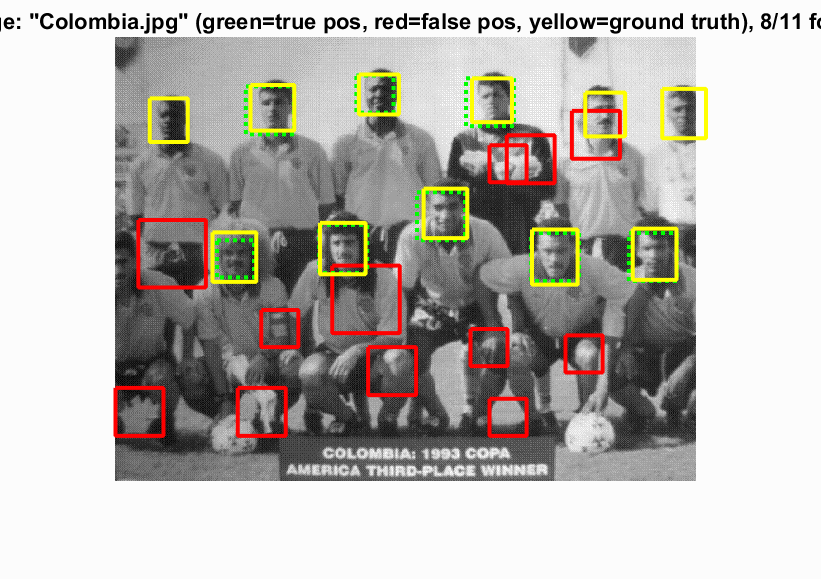 ge: "Colombia.jpg" (green=true pos, red=false pos, yellow=ground truth), 8/11 fo
COLOMBIA: 1993 COPA
AMERICA THIRD-PLACE WINNER